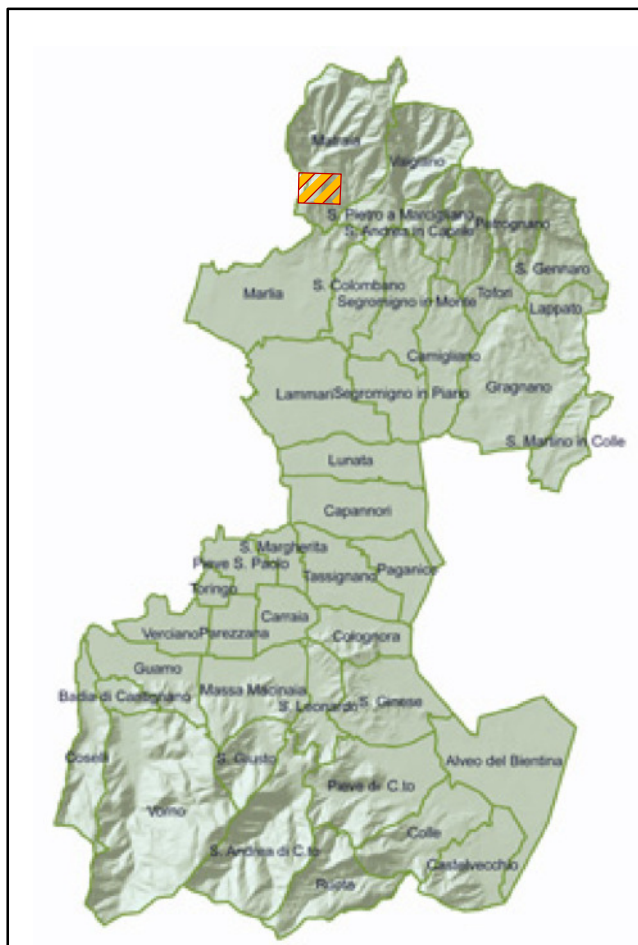 Matraia
Valgiano
S. Pietro a Marcigliano
S. Andrea in Caprile
Petrognano
S. Gennaro
Marlia
S. Colombano
Segromigno in Monte
Tofori
Lappato
Camigliano
Gragnano
Lammari
Segromigno in Piano
S. Martino in Colle
Lunata
Capannori
S. Margherita
Pieve S. Paolo
Tassignano
Paganico
Toringo
Carraia
Verciano
Parezzana
Colognora
Guamo
Badia di Cantignano
Massa Macinaia
S. Leonardo
S. Ginese
Coselli
S. Giusto
Alveo del Bientina
Vorno
Pieve di C.to
Colle
S. Andrea di C.to
Castelvecchio
Ruota